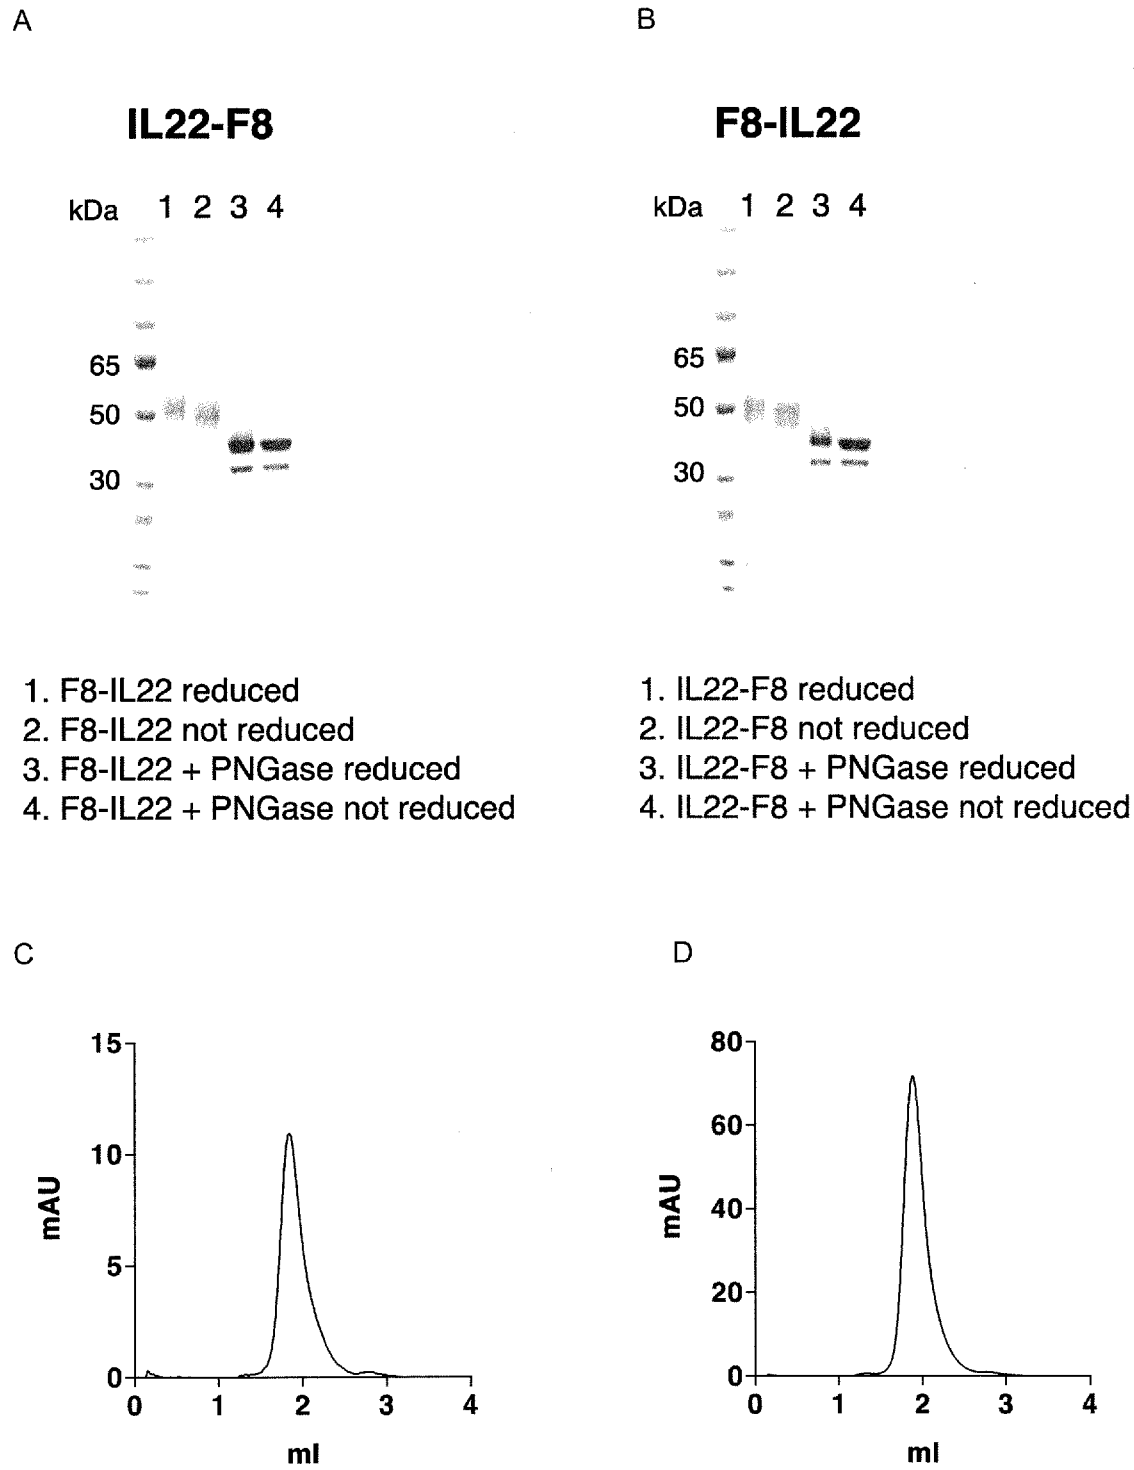 A
B
IL22-F8
F8-IL22
kDa 1 2 3 4
65
50
30
kDa 1 2 3 4
65
50
30
1. F8-IL22 reduced
2. F8-IL22 not reduced
3. F8-IL22 + PNGase reduced
4. F8-IL22 + PNGase not reduced
1. IL22-F8 reduced
2. IL22-F8 not reduced
3. IL22-F8 + PNGase reduced
4. IL22-F8 + PNGase not reduced
C
D
15
10
5
0
mAU
0 1 2 3 4
ml
80
60
40
20
0
mAU
0 1 2 3 4
ml